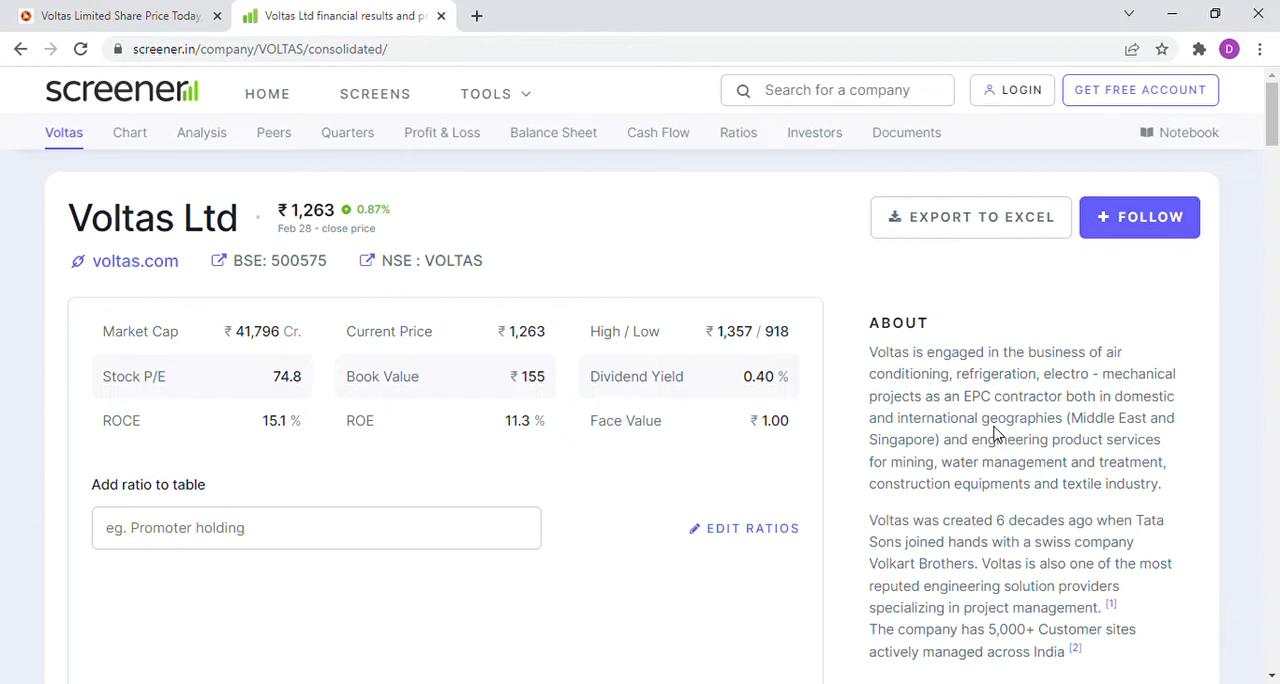 Voltas Limited Share Price Today,
Voltas Ltd financial results and p
screener.in/company/VOLTAS/consolidated/
D
screener
HOME
SCREENS
TOOLS
Search for a company
LOGIN
GET FREE ACCOUNT
Voltas
Chart
Analysis
Peers
Quarters
Profit & Loss
Balance Sheet
Cash Flow
Ratios
Investors
Documents
Notebook
Voltas Ltd
₹ 1,263 0.87%
Feb 28 - close price
EXPORT TO EXCEL
+ FOLLOW
voltas.com
BSE: 500575
NSE : VOLTAS
Market Cap ₹ 41,796 Cr.
Current Price ₹ 1,263
High / Low ₹ 1,357 / 918
Stock P/E 74.8
Book Value ₹ 155
Dividend Yield 0.40 %
ROCE 15.1 %
ROE 11.3 %
Face Value ₹ 1.00
Add ratio to table
eg. Promoter holding
EDIT RATIOS
ABOUT
Voltas is engaged in the business of air
conditioning, refrigeration, electro - mechanical
projects as an EPC contractor both in domestic
and international geographies (Middle East and
Singapore) and engineering product services
for mining, water management and treatment,
construction equipments and textile industry.
Voltas was created 6 decades ago when Tata
Sons joined hands with a swiss company
Volkart Brothers. Voltas is also one of the most
reputed engineering solution providers
specializing in project management. [1]
The company has 5,000+ Customer sites
actively managed across India [2]